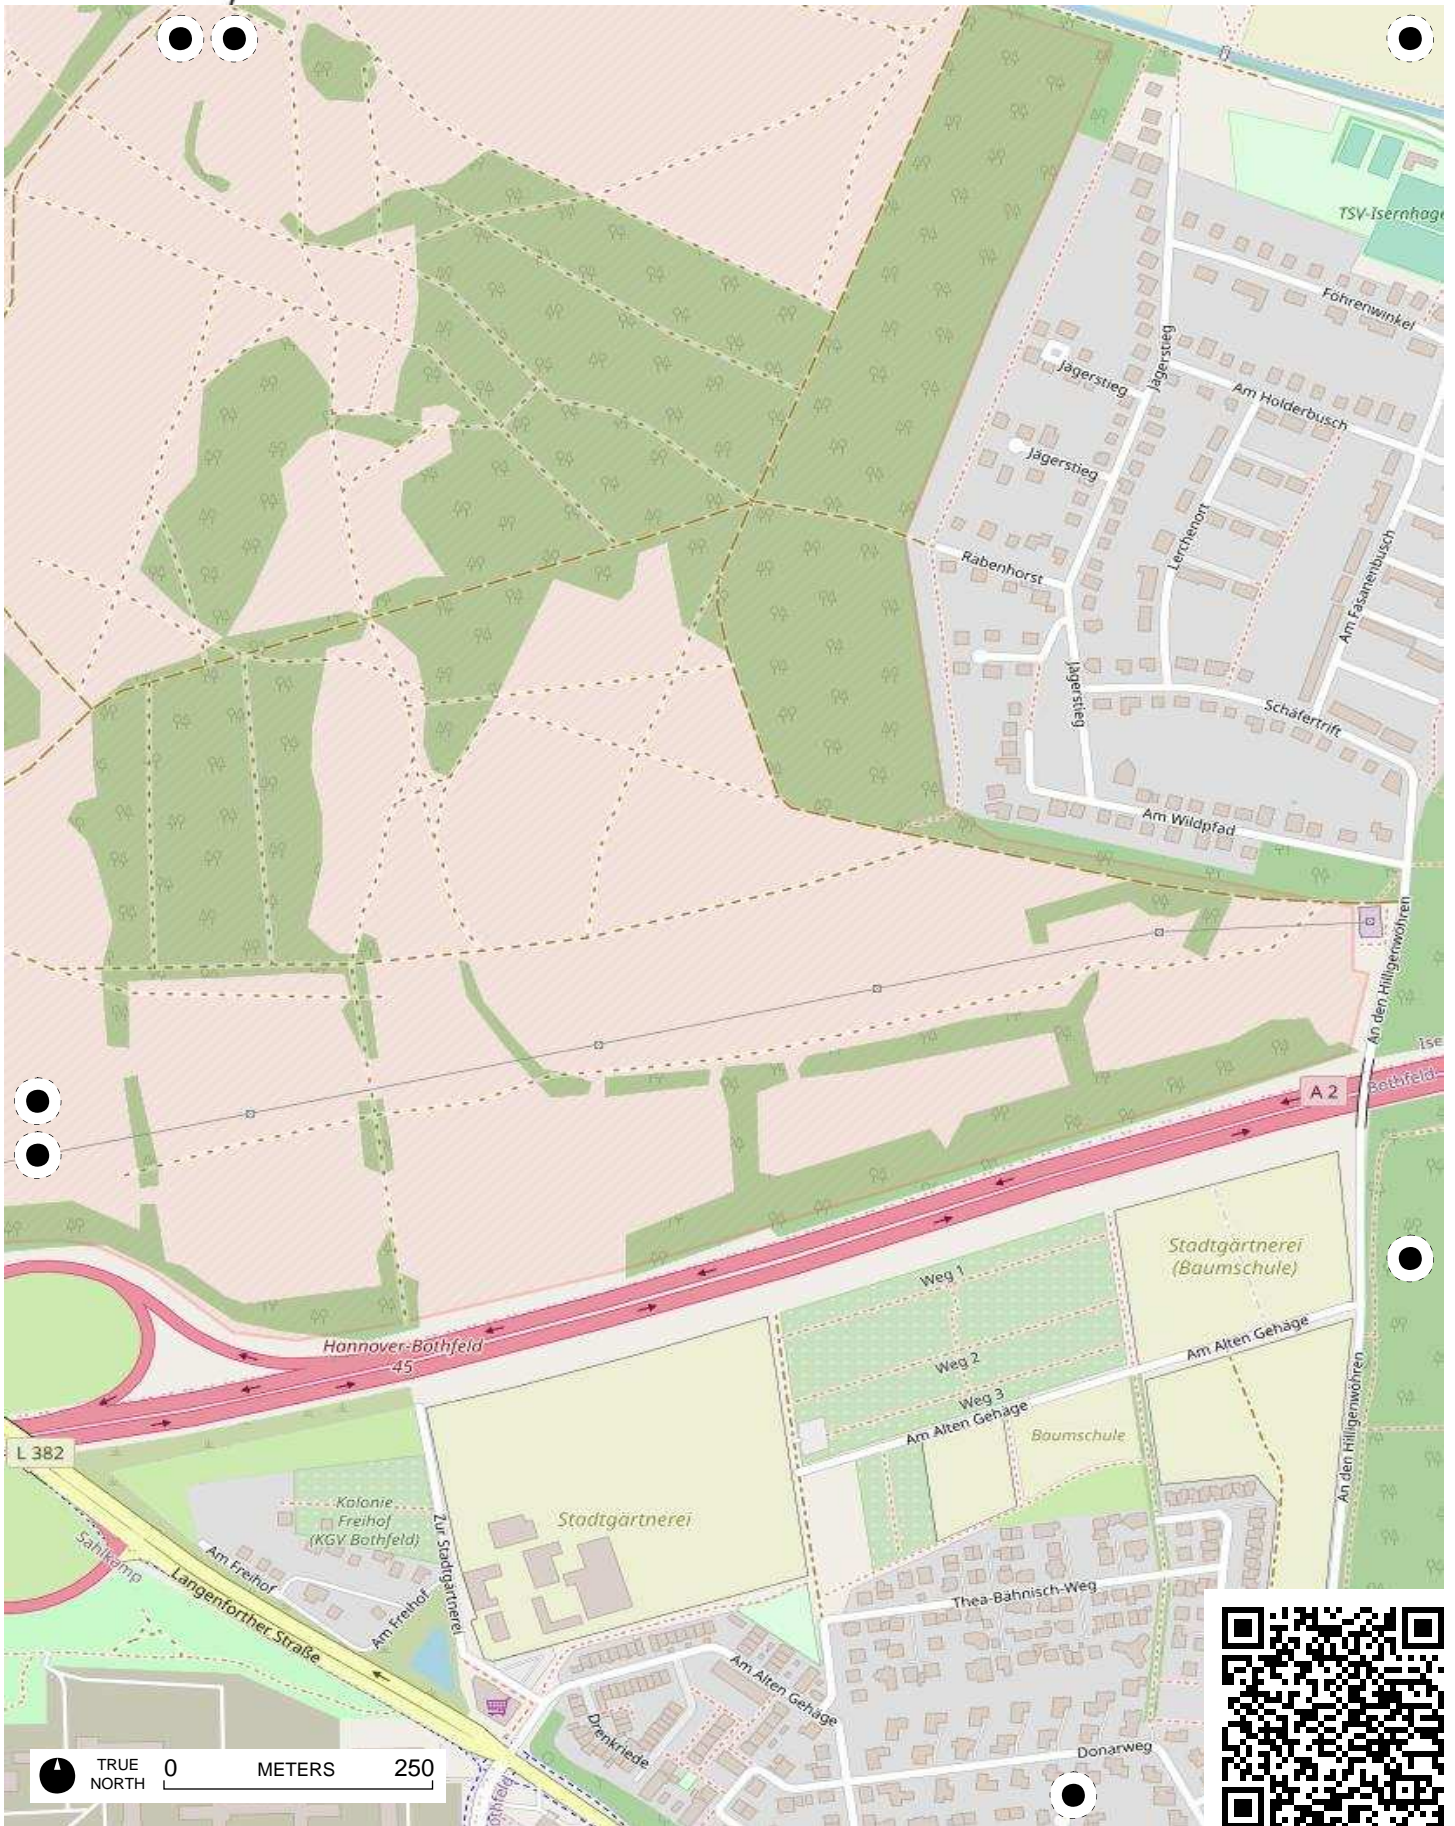 TSV-Isernhage
Föhrenwinkel
Jägerstieg
Jägerstieg
Am Holderbusch
Jägerstieg
Lerchenort
Rabenhorst
Am Fasanenbusch
Jägerstieg
Schäfertrift
Am Wildpfad
An den Hilligenwöhren
Ise
Bothfeld
A 2
Stadtgärtnerei
(Baumschule)
Weg 1
Hannover-Bothfeld
45
Am Alten Gehäge
Weg 2
Weg 3
Am Alten Gehäge
An den Hilligenwöhren
Baumschule
L 382
Kolonie
Freihof
(KGV Bothfeld)
Stadtgärtnerei
Zur Stadtgärtnerei
Sahlkamp
Am Freihof
Langenforther Straße
Am Freihof
Thea-Bähnisch-Weg
Am Alten Gehäge
Drenkriede
Donarweg
othfeld
TRUE
NORTH
0 METERS 250